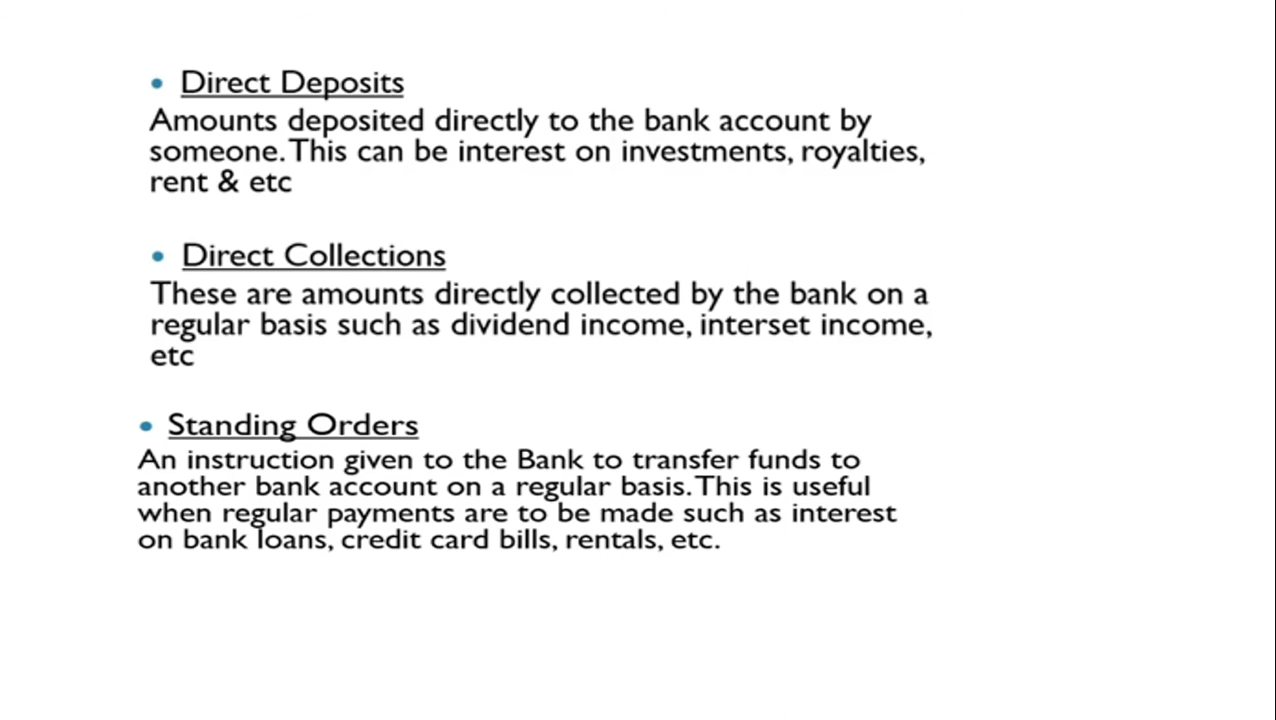 • Direct Deposits
Amounts deposited directly to the bank account by
someone. This can be interest on investments, royalties,
rent & etc
• Direct Collections
These are amounts directly collected by the bank on a
regular basis such as dividend income, interset income,
etc
• Standing Orders
An instruction given to the Bank to transfer funds to
another bank account on a regular basis. This is useful
when regular payments are to be made such as interest
on bank loans, credit card bills, rentals, etc.